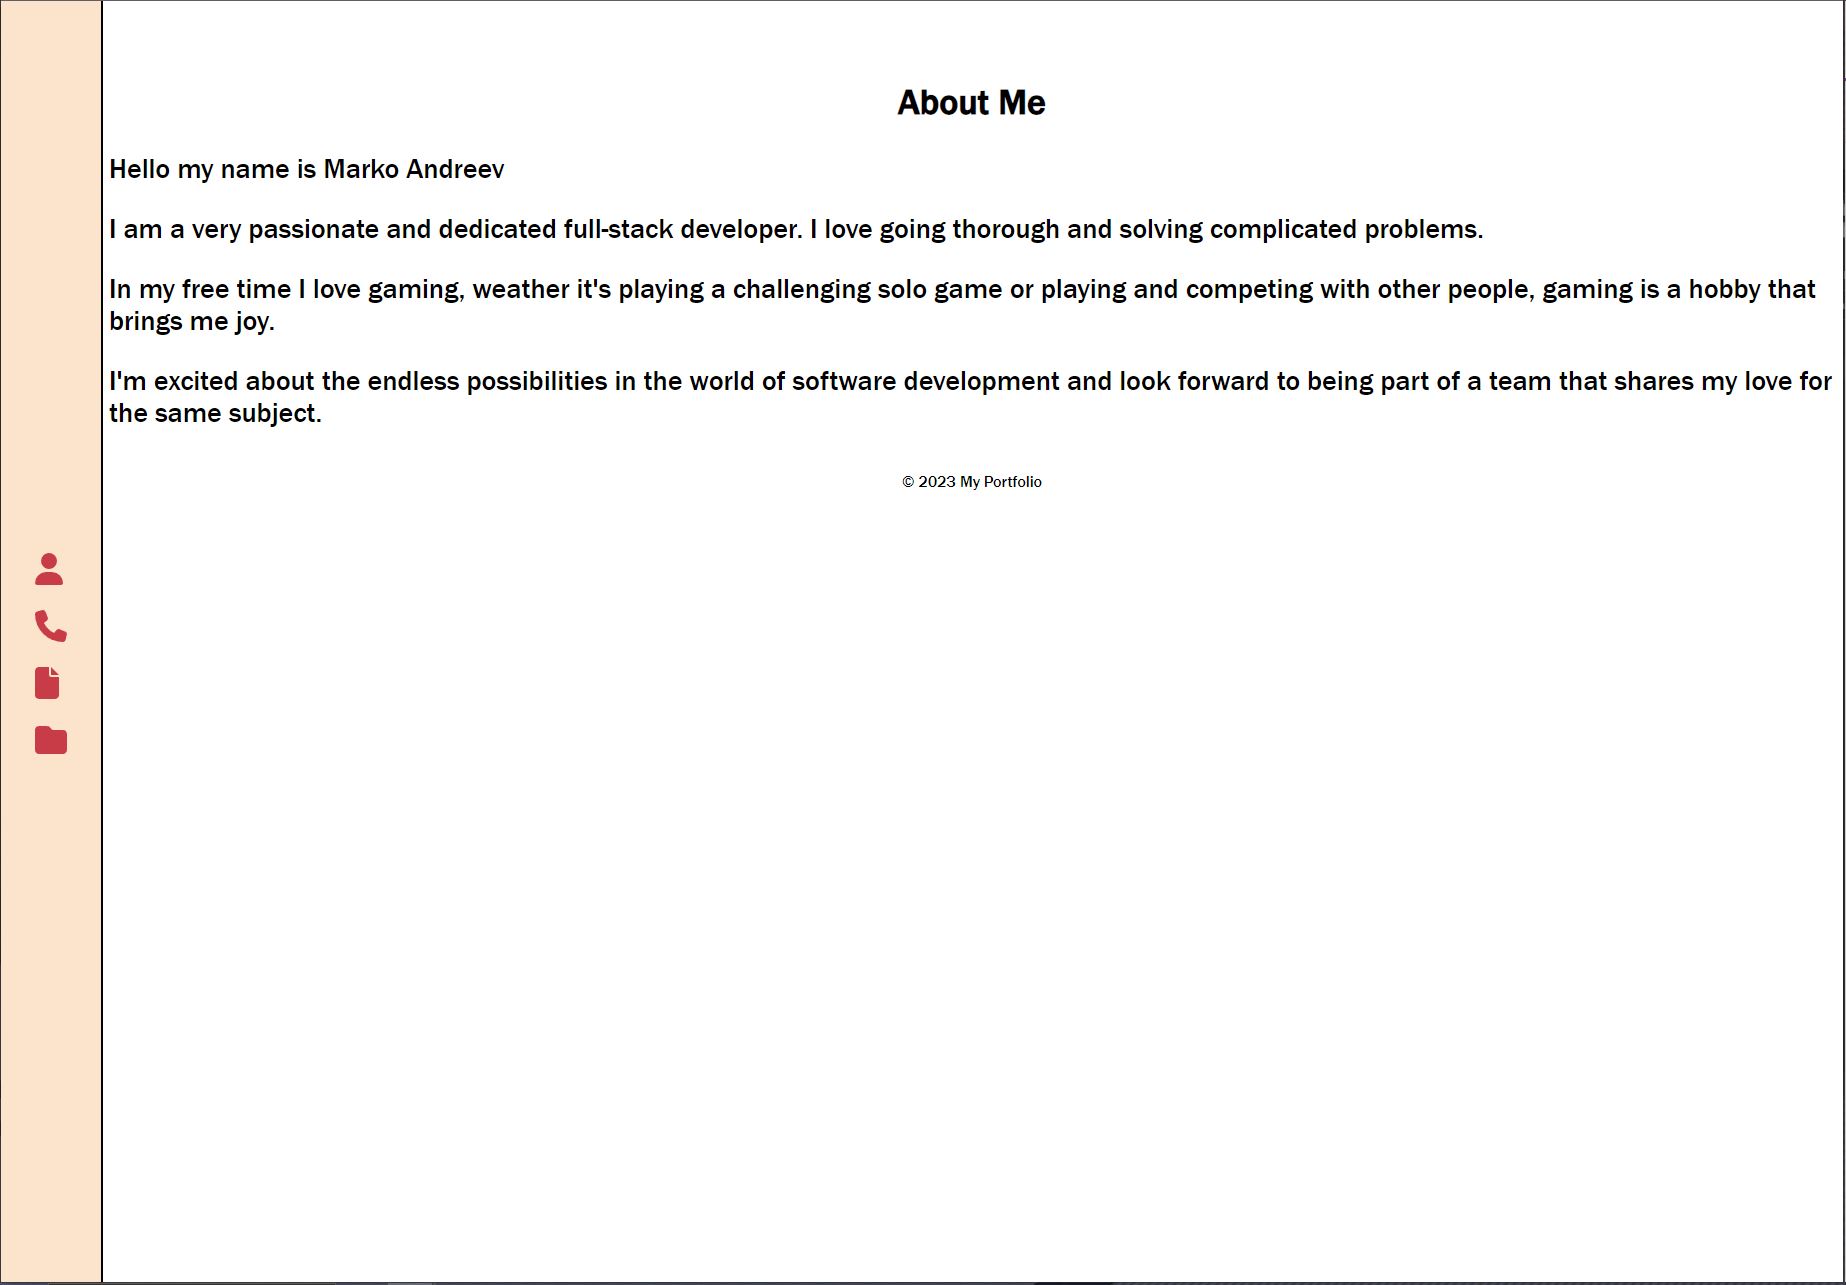 About Me
Hello my name is Marko Andreev
I am a very passionate and dedicated full-stack developer. I love going thorough and solving complicated problems.
In my free time I love gaming, weather it's playing a challenging solo game or playing and competing with other people, gaming is a hobby that
brings me joy.
I'm excited about the endless possibilities in the world of software development and look forward to being part of a team that shares my love for
the same subject.
© 2023 My Portfolio